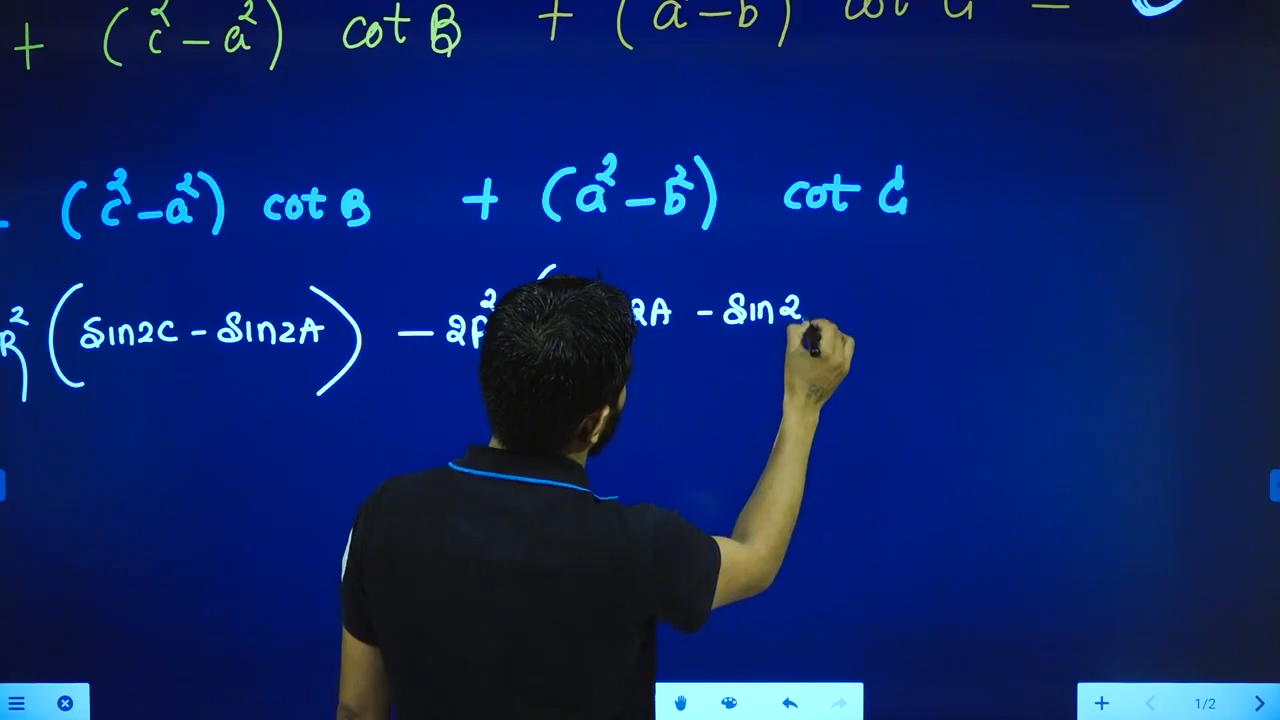 + (c² - a²) cot B + (a² - b²) cot C =
- (c² - a²) cot B + (a² - b²) cot C
R² (sin2C - sin2A) - 2R² ( 2A - sin2
1/2